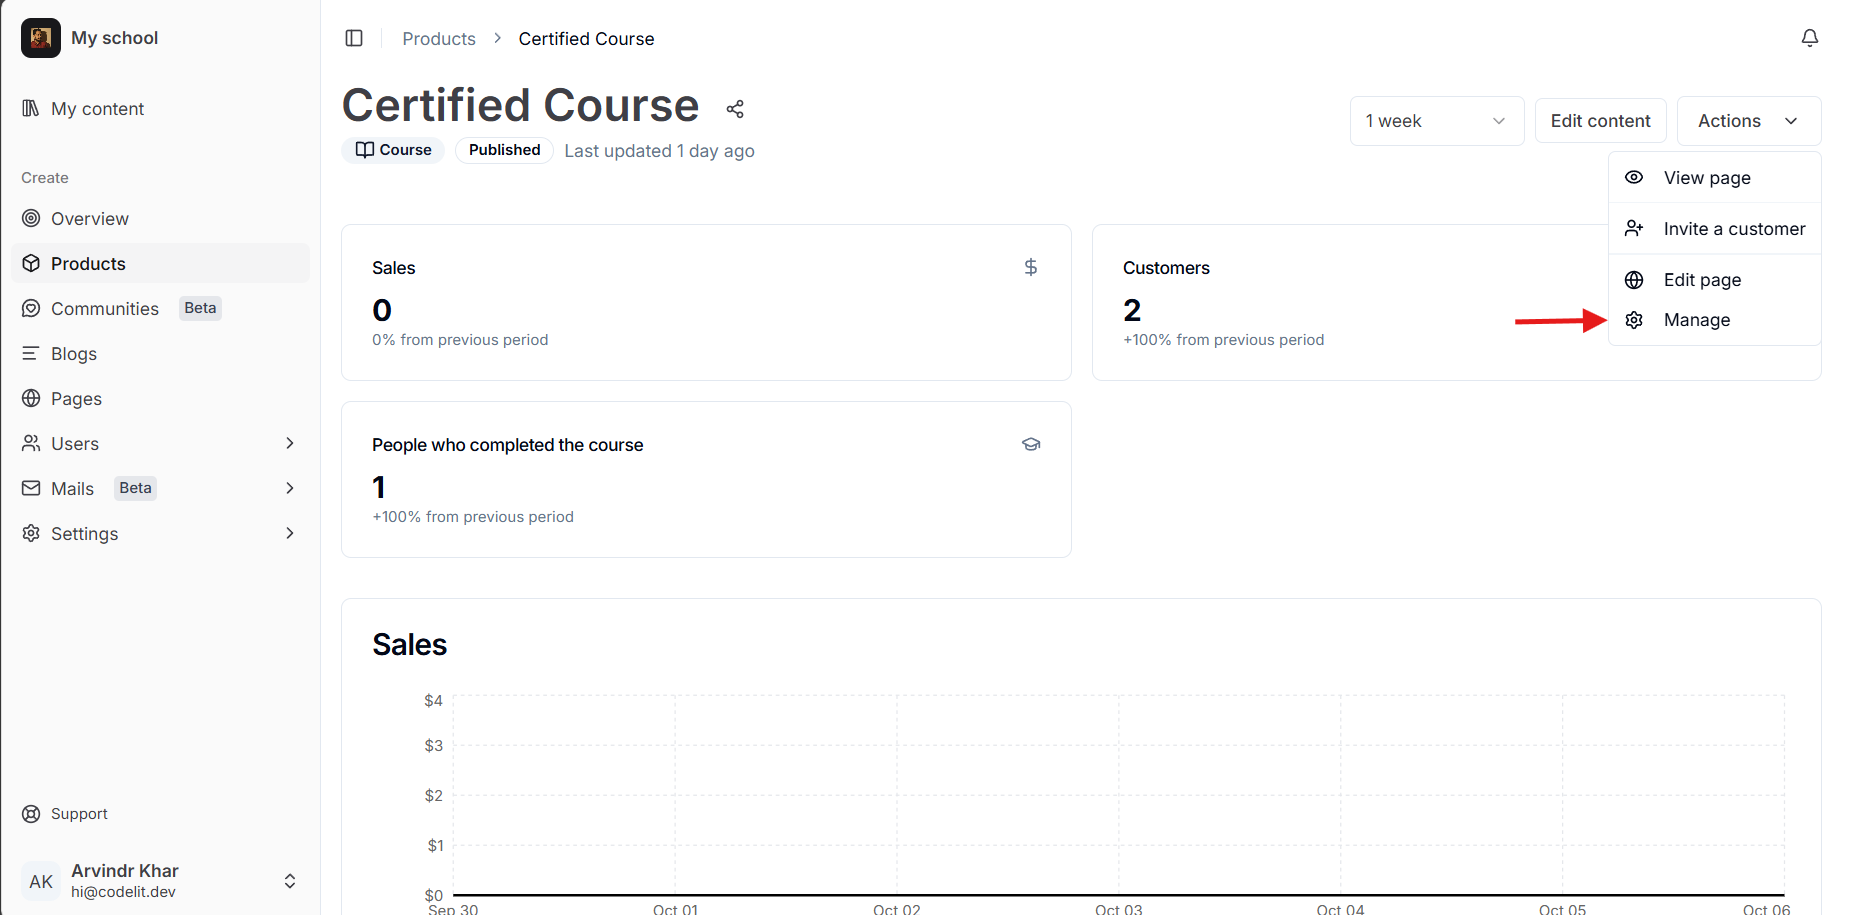 My school
My content
Create
Overview
Products
Communities Beta
Blogs
Pages
Users
Mails Beta
Settings
Support
AK
Arvindr Khar
hi@codelit.dev
Products > Certified Course
Certified Course
Course Published Last updated 1 day ago
1 week
Edit content
Actions
View page
Invite a customer
Edit page
Manage
Sales
$
0
0% from previous period
Customers
2
+100% from previous period
People who completed the course
1
+100% from previous period
Sales
$4
$3
$2
$1
$0
Sep 30 Oct 01 Oct 02 Oct 03 Oct 04 Oct 05 Oct 06